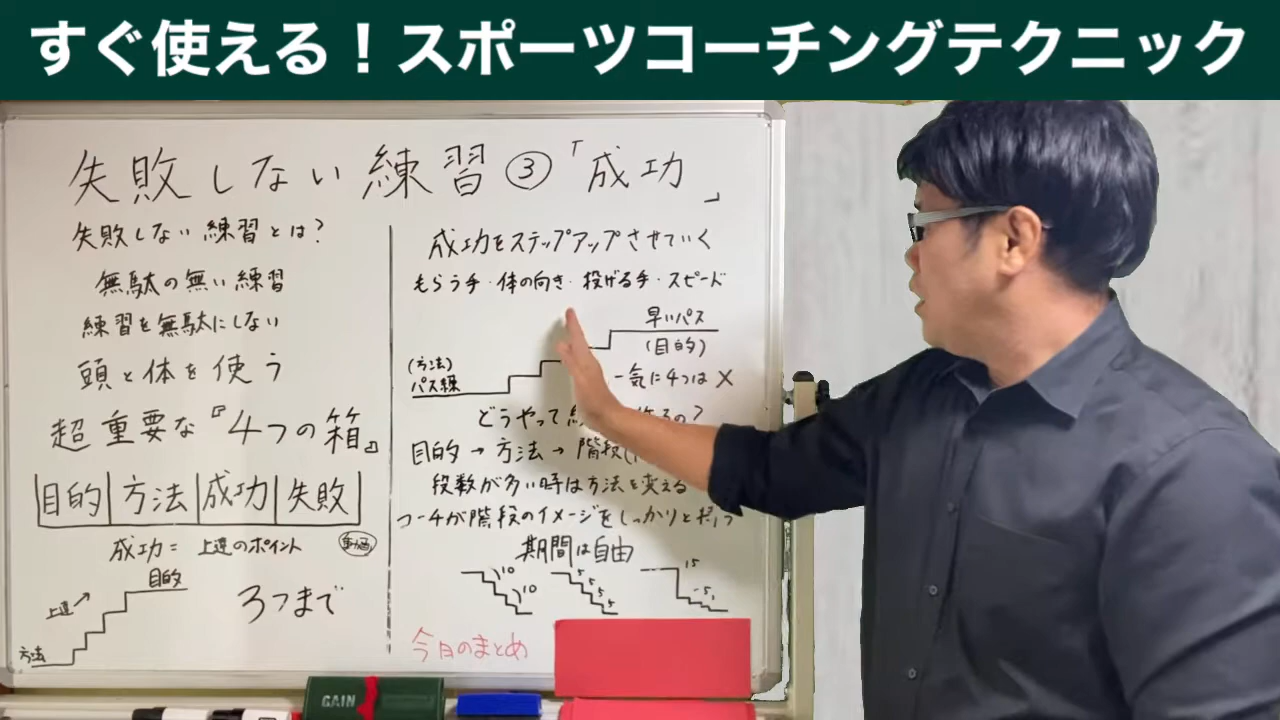 すぐ使える！スポーツコーチングテクニック
失敗しない練習③「成功」
失敗しない練習とは？
無駄の無い練習
練習を無駄にしない
頭と体を使う
超重要な『4つの箱』
目的 方法 成功 失敗
成功＝ 上達のポイント 動画
目的
上達
方法
3つまで
成功をステップアップさせていく
もらう手・体の向き・投げる手・スピード
早いパス
(目的)
(方法)
パス練
一気に4つは×
どうやって
の？
目的→方法→階段
段数が多い時は方法を変える
コーチが階段のイメージをしっかりと持つ
期間は自由
10
10
5
5
5
5
15
今日のまとめ
GAIN